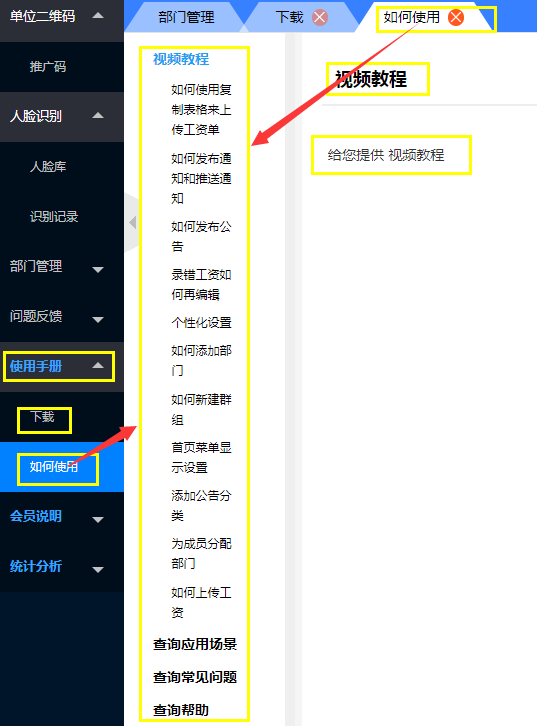 单位二维码
推广码
人脸识别
人脸库
识别记录
部门管理
问题反馈
使用手册
下载
如何使用
会员说明
统计分析
部门管理
下载
如何使用
视频教程
如何使用复
制表格来上
传工资单
如何发布通
知和推送通
知
如何发布公
告
录错工资如
何再编辑
个性化设置
如何添加部
门
如何新建群
组
首页菜单显
示设置
添加公告分
类
为成员分配
部门
如何上传工
资
查询应用场景
查询常见问题
查询帮助
视频教程
给您提供 视频教程